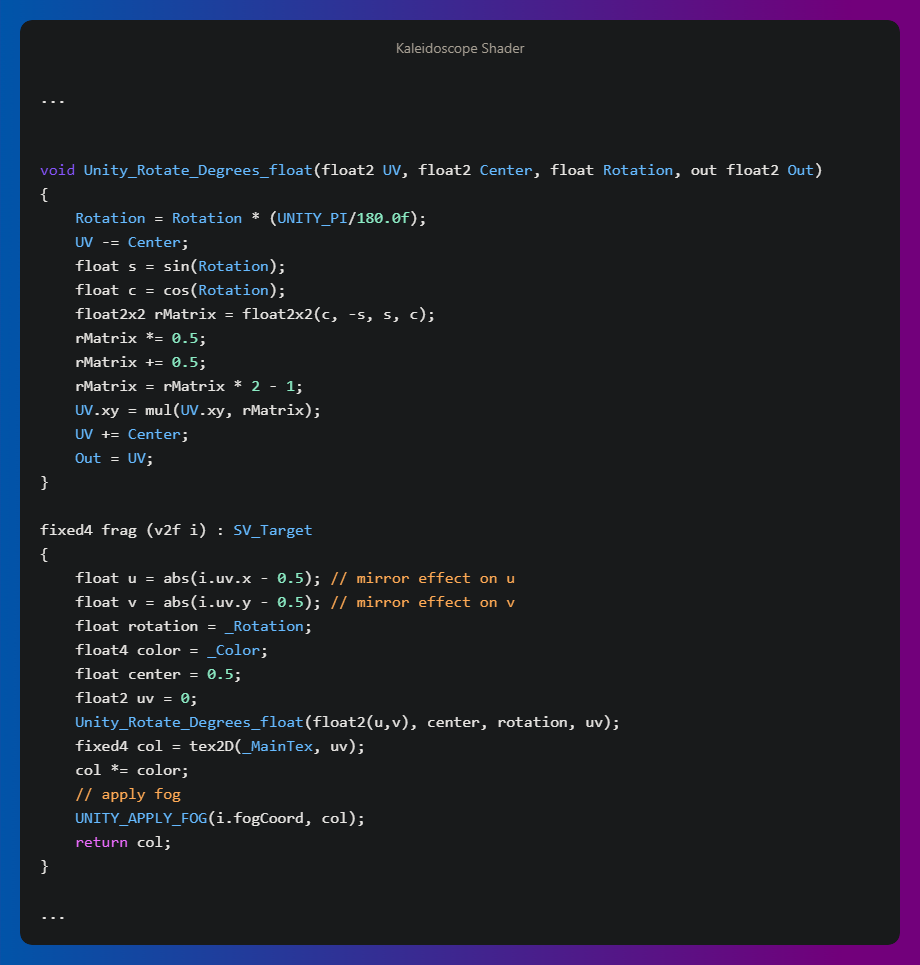 Kaleidoscope Shader
...
void Unity_Rotate_Degrees_float(float2 UV, float2 Center, float Rotation, out float2 Out)
{
    Rotation = Rotation * (UNITY_PI/180.0f);
    UV -= Center;
    float s = sin(Rotation);
    float c = cos(Rotation);
    float2x2 rMatrix = float2x2(c, -s, s, c);
    rMatrix *= 0.5;
    rMatrix += 0.5;
    rMatrix = rMatrix * 2 - 1;
    UV.xy = mul(UV.xy, rMatrix);
    UV += Center;
    Out = UV;
}
fixed4 frag (v2f i) : SV_Target
{
    float u = abs(i.uv.x - 0.5); // mirror effect on u
    float v = abs(i.uv.y - 0.5); // mirror effect on v
    float rotation = _Rotation;
    float4 color = _Color;
    float center = 0.5;
    float2 uv = 0;
    Unity_Rotate_Degrees_float(float2(u,v), center, rotation, uv);
    fixed4 col = tex2D(_MainTex, uv);
    col *= color;
    // apply fog
    UNITY_APPLY_FOG(i.fogCoord, col);
    return col;
}
...